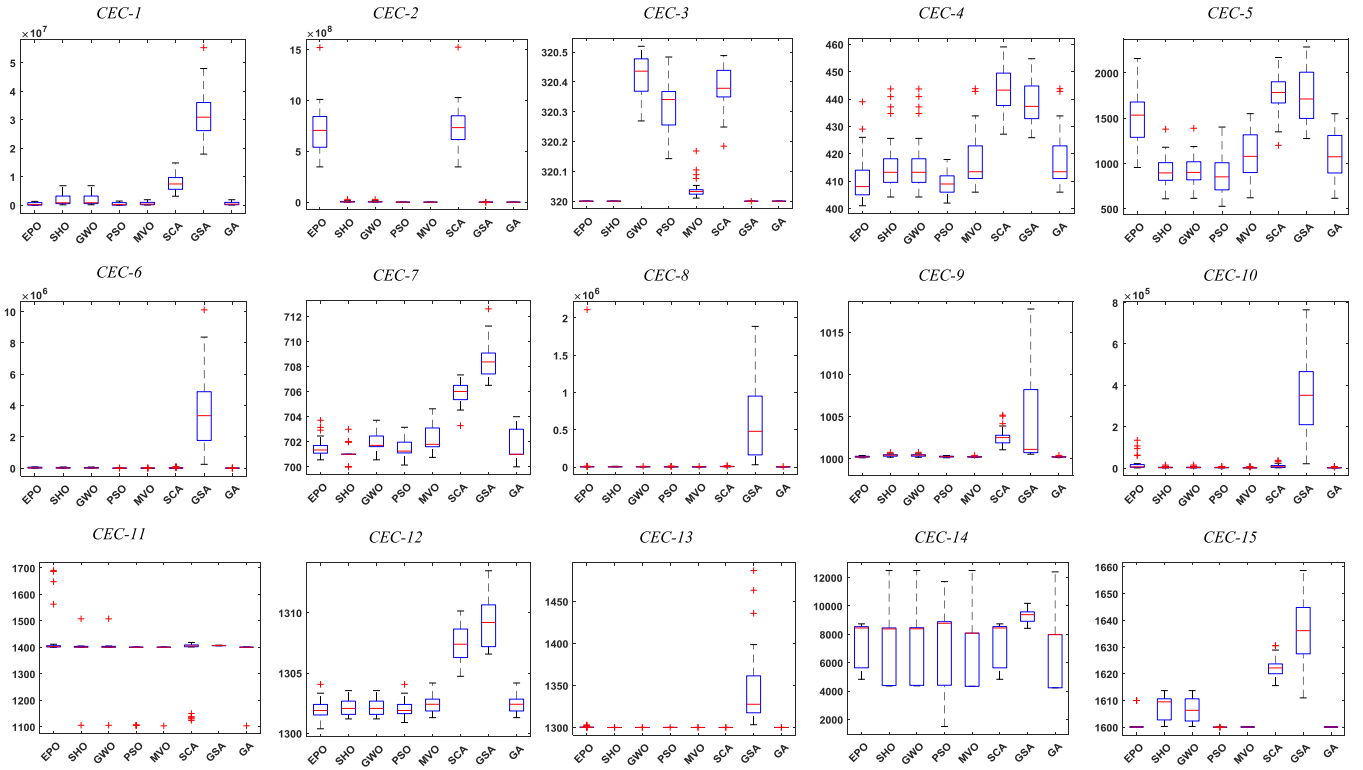 CEC-1
×10^7
5
4
3
2
1
0
EPO SHO GWO PSO MVO SCA GSA GA
CEC-2
×10^8
15
10
5
0
EPO SHO GWO PSO MVO SCA GSA GA
CEC-3
320.5
320.4
320.3
320.2
320.1
320
EPO SHO GWO PSO MVO SCA GSA GA
CEC-4
460
450
440
430
420
410
400
EPO SHO GWO PSO MVO SCA GSA GA
CEC-5
2000
1500
1000
500
EPO SHO GWO PSO MVO SCA GSA GA
CEC-6
×10^6
10
8
6
4
2
0
EPO SHO GWO PSO MVO SCA GSA GA
CEC-7
712
710
708
706
704
702
700
EPO SHO GWO PSO MVO SCA GSA GA
CEC-8
×10^6
2
1.5
1
0.5
0
EPO SHO GWO PSO MVO SCA GSA GA
CEC-9
1015
1010
1005
1000
EPO SHO GWO PSO MVO SCA GSA GA
CEC-10
×10^5
8
6
4
2
0
EPO SHO GWO PSO MVO SCA GSA GA
CEC-11
1700
1600
1500
1400
1300
1200
1100
EPO SHO GWO PSO MVO SCA GSA GA
CEC-12
1310
1305
1300
EPO SHO GWO PSO MVO SCA GSA GA
CEC-13
1450
1400
1350
1300
EPO SHO GWO PSO MVO SCA GSA GA
CEC-14
12000
10000
8000
6000
4000
2000
EPO SHO GWO PSO MVO SCA GSA GA
CEC-15
1660
1650
1640
1630
1620
1610
1600
EPO SHO GWO PSO MVO SCA GSA GA